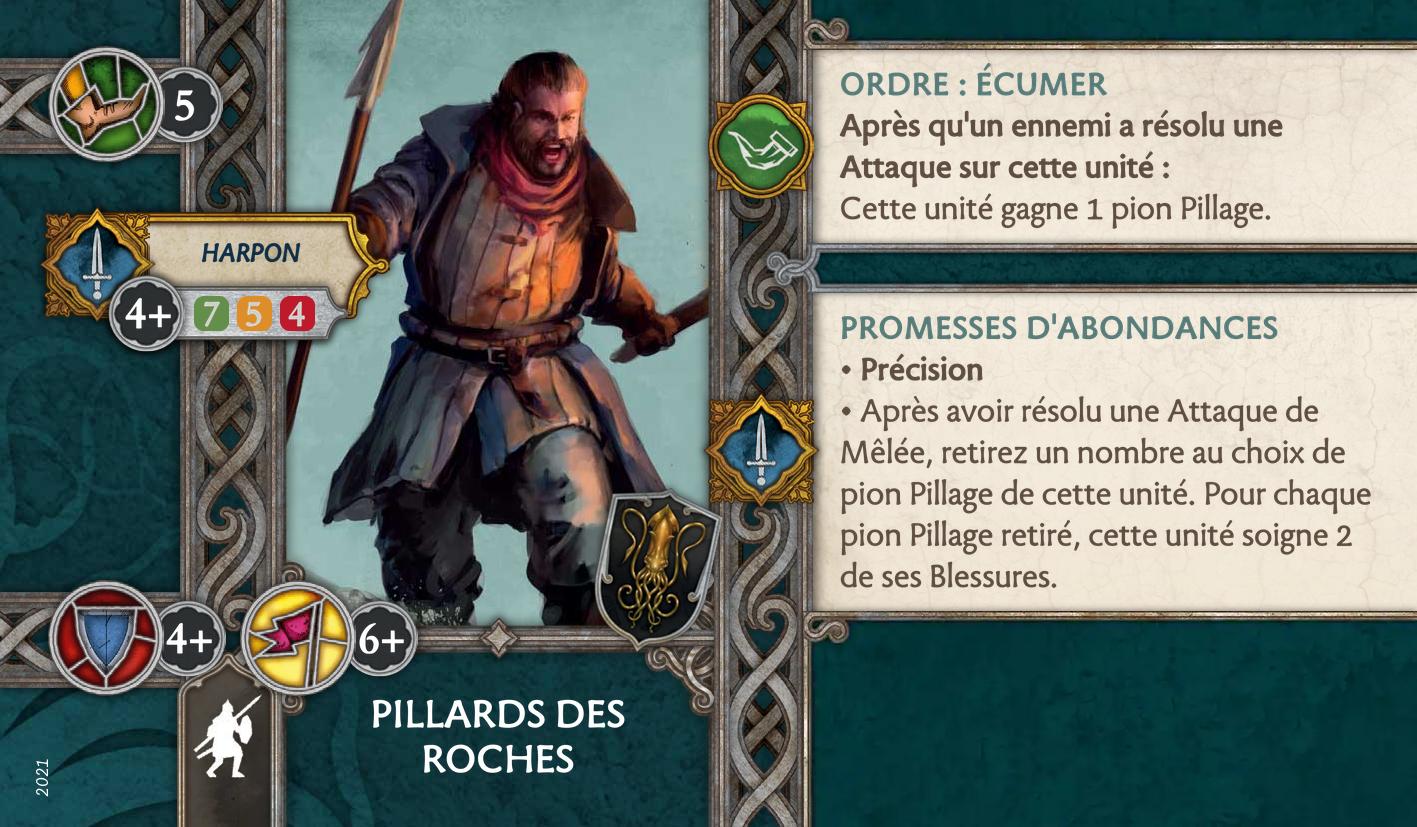 5
HARPON
4+ 7 5 4
4+ 6+
PILLARDS DES
ROCHES
2021
ORDRE : ÉCUMER
Après qu'un ennemi a résolu une
Attaque sur cette unité :
Cette unité gagne 1 pion Pillage.
PROMESSES D'ABONDANCES
• Précision
• Après avoir résolu une Attaque de
Mêlée, retirez un nombre au choix de
pion Pillage de cette unité. Pour chaque
pion Pillage retiré, cette unité soigne 2
de ses Blessures.